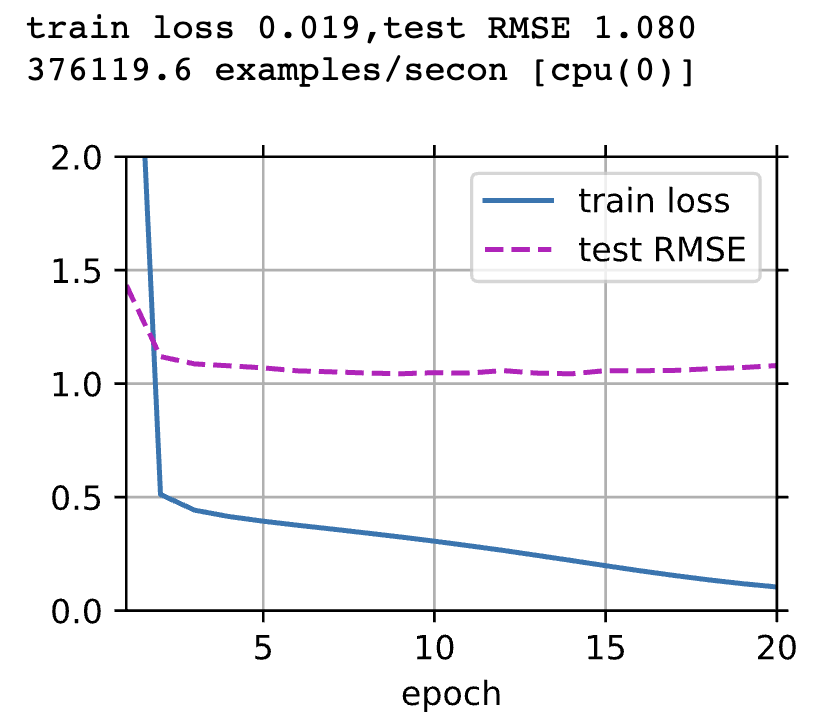 train loss 0.019,test RMSE 1.080
376119.6 examples/secon [cpu(0)]
2.0
train loss
test RMSE
1.5
1.0
0.5
0.0
5 10 15 20
epoch